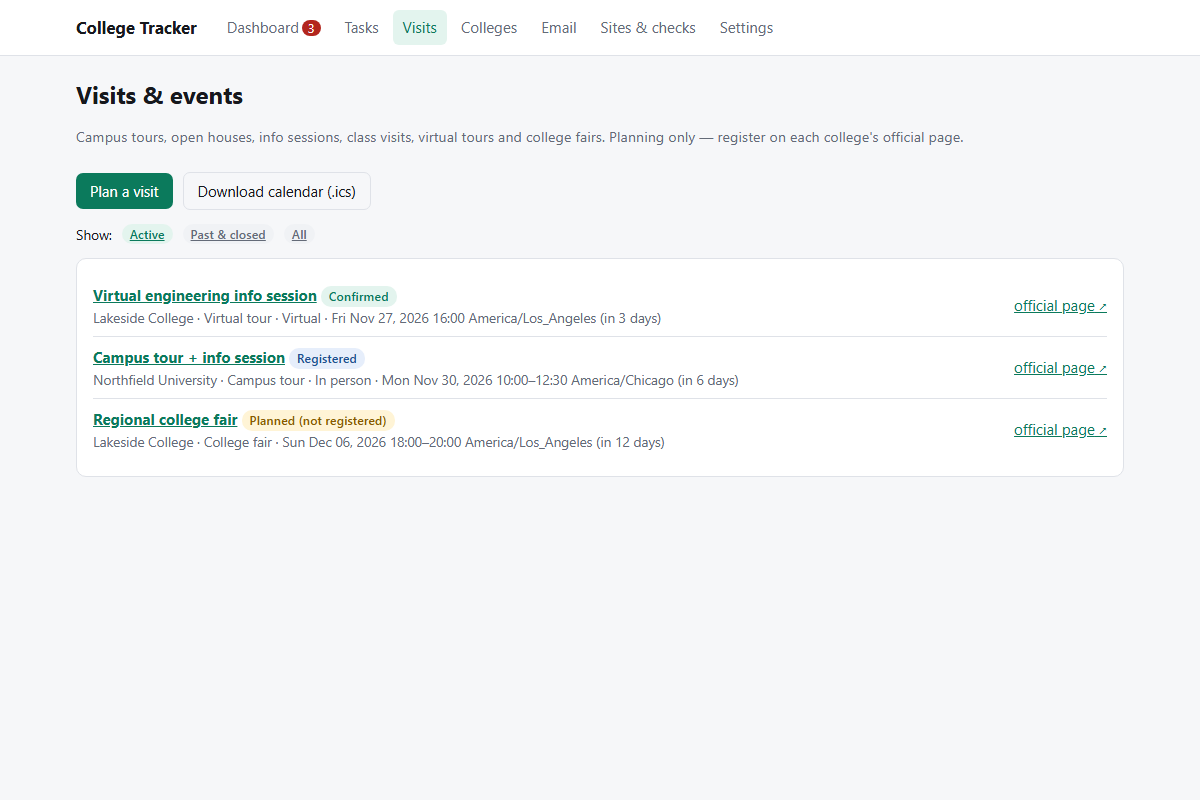 College Tracker Dashboard 3 Tasks Visits Colleges Email Sites & checks Settings
Visits & events
Campus tours, open houses, info sessions, class visits, virtual tours and college fairs. Planning only — register on each college's official page.
Plan a visit Download calendar (.ics)
Show: Active Past & closed All
Virtual engineering info session Confirmed
official page ↗
Lakeside College · Virtual tour · Virtual · Fri Nov 27, 2026 16:00 America/Los_Angeles (in 3 days)
Campus tour + info session Registered
official page ↗
Northfield University · Campus tour · In person · Mon Nov 30, 2026 10:00–12:30 America/Chicago (in 6 days)
Regional college fair Planned (not registered)
official page ↗
Lakeside College · College fair · Sun Dec 06, 2026 18:00–20:00 America/Los_Angeles (in 12 days)